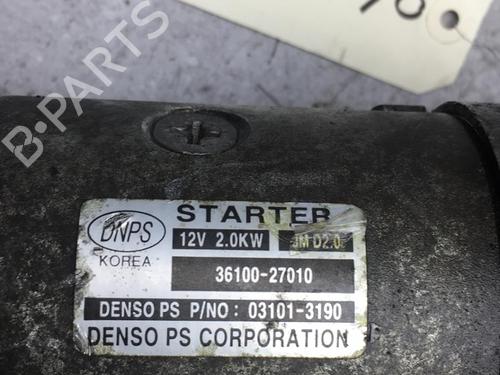 B-PARTS
STARTER
DNPS
12V 2.0KW JM D2.0
KOREA
36100-27010
DENSO PS P/NO : 03101-3190
DENSO PS CORPORATION